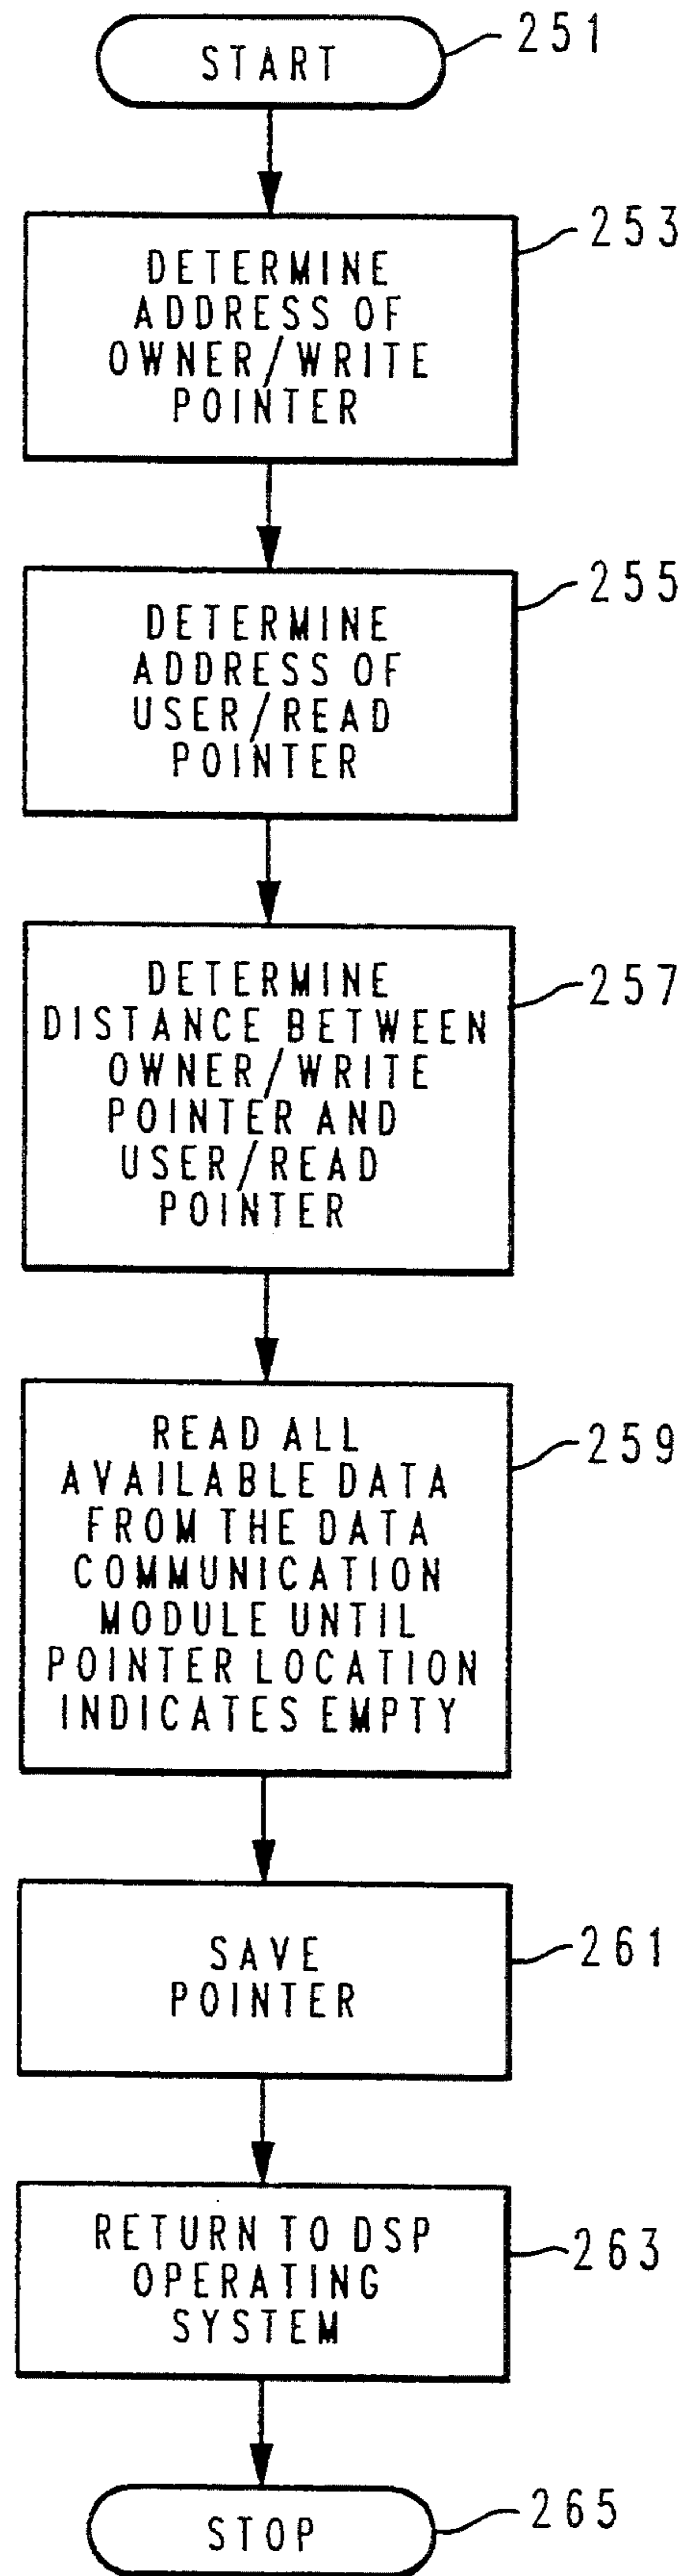 START
251
253
DETERMINE
ADDRESS OF
OWNER/WRITE
POINTER
255
DETERMINE
ADDRESS OF
USER/READ
POINTER
257
DETERMINE
DISTANCE BETWEEN
OWNER/WRITE
POINTER AND
USER/READ
POINTER
259
READ ALL
AVAILABLE DATA
FROM THE DATA
COMMUNICATION
MODULE UNTIL
POINTER LOCATION
INDICATES EMPTY
261
SAVE
POINTER
263
RETURN TO DSP
OPERATING
SYSTEM
265
STOP